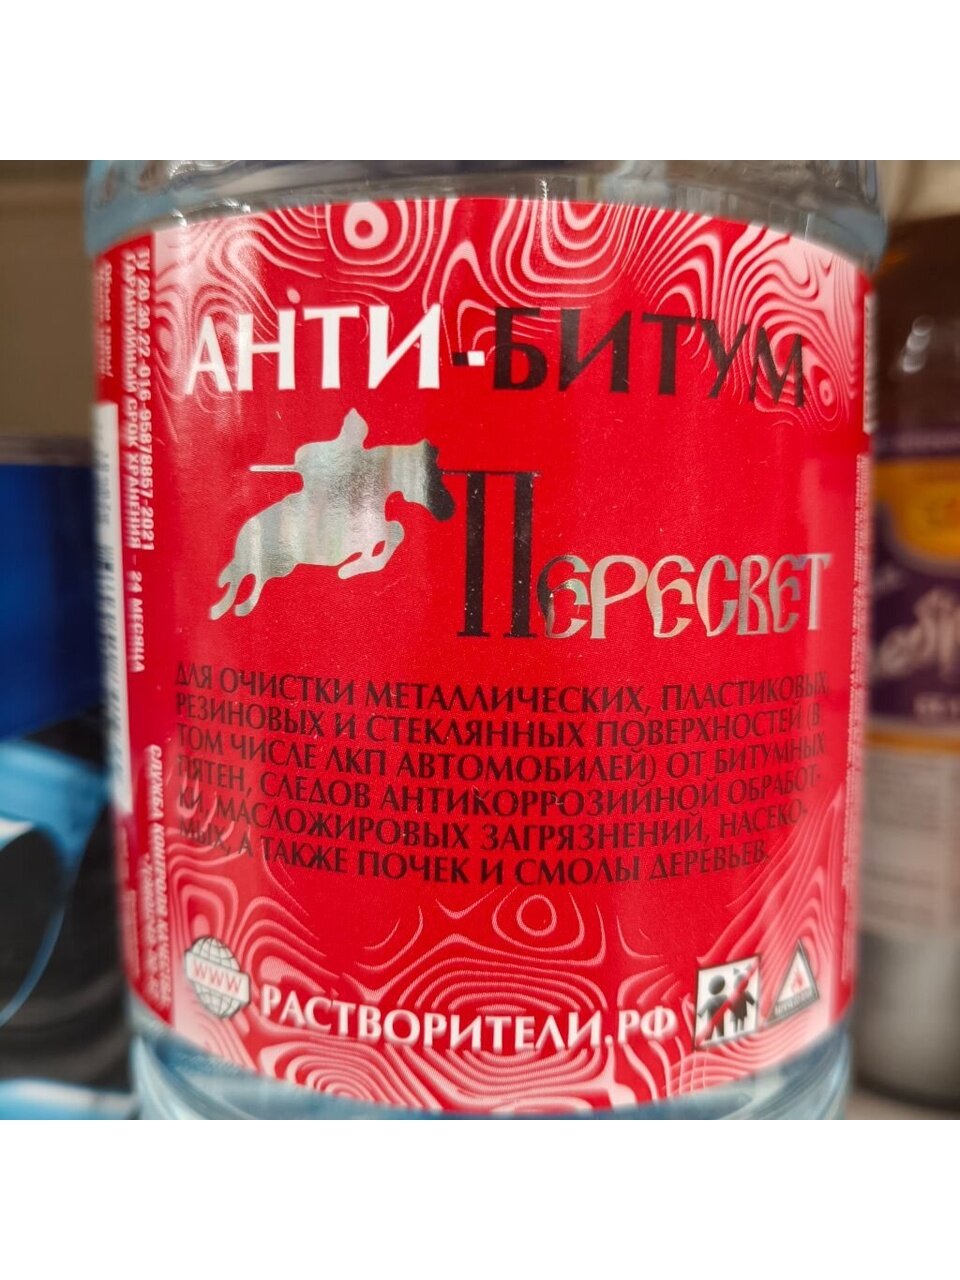 АНТИ-БИТУМ
ПЕРЕСВЕТ
ДЛЯ ОЧИСТКИ МЕТАЛЛИЧЕСКИХ, ПЛАСТИКОВЫХ,
РЕЗИНОВЫХ И СТЕКЛЯННЫХ ПОВЕРХНОСТЕЙ (В
ТОМ ЧИСЛЕ ЛКП АВТОМОБИЛЕЙ) ОТ БИТУМНЫХ
ПЯТЕН, СЛЕДОВ АНТИКОРРОЗИЙНОЙ ОБРАБОТ-
КИ, МАСЛОЖИРОВЫХ ЗАГРЯЗНЕНИЙ, НАСЕКО-
МЫХ, А ТАКЖЕ ПОЧЕК И СМОЛЫ ДЕРЕВЬЕВ.
WWW
РАСТВОРИТЕЛИ.РФ
ТУ 20.30.22-016-95878857-2021
ГАРАНТИЙНЫЙ СРОК ХРАНЕНИЯ - 24 МЕСЯЦА